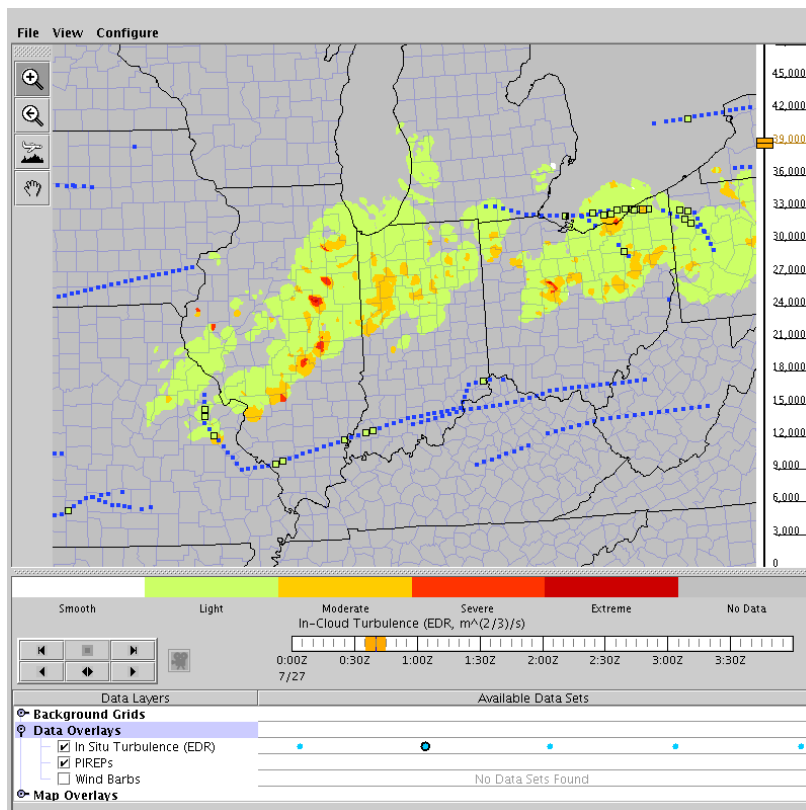 File View Configure
45,000
42,000
39,000
36,000
33,000
30,000
27,000
24,000
21,000
18,000
15,000
12,000
9,000
6,000
3,000
0
Smooth Light Moderate Severe Extreme No Data
In-Cloud Turbulence (EDR, m^(2/3)/s)
0:00Z 0:30Z 1:00Z 1:30Z 2:00Z 2:30Z 3:00Z 3:30Z
7/27
Data Layers Available Data Sets
Background Grids
Data Overlays
In Situ Turbulence (EDR)
PIREPs
Wind Barbs No Data Sets Found
Map Overlays